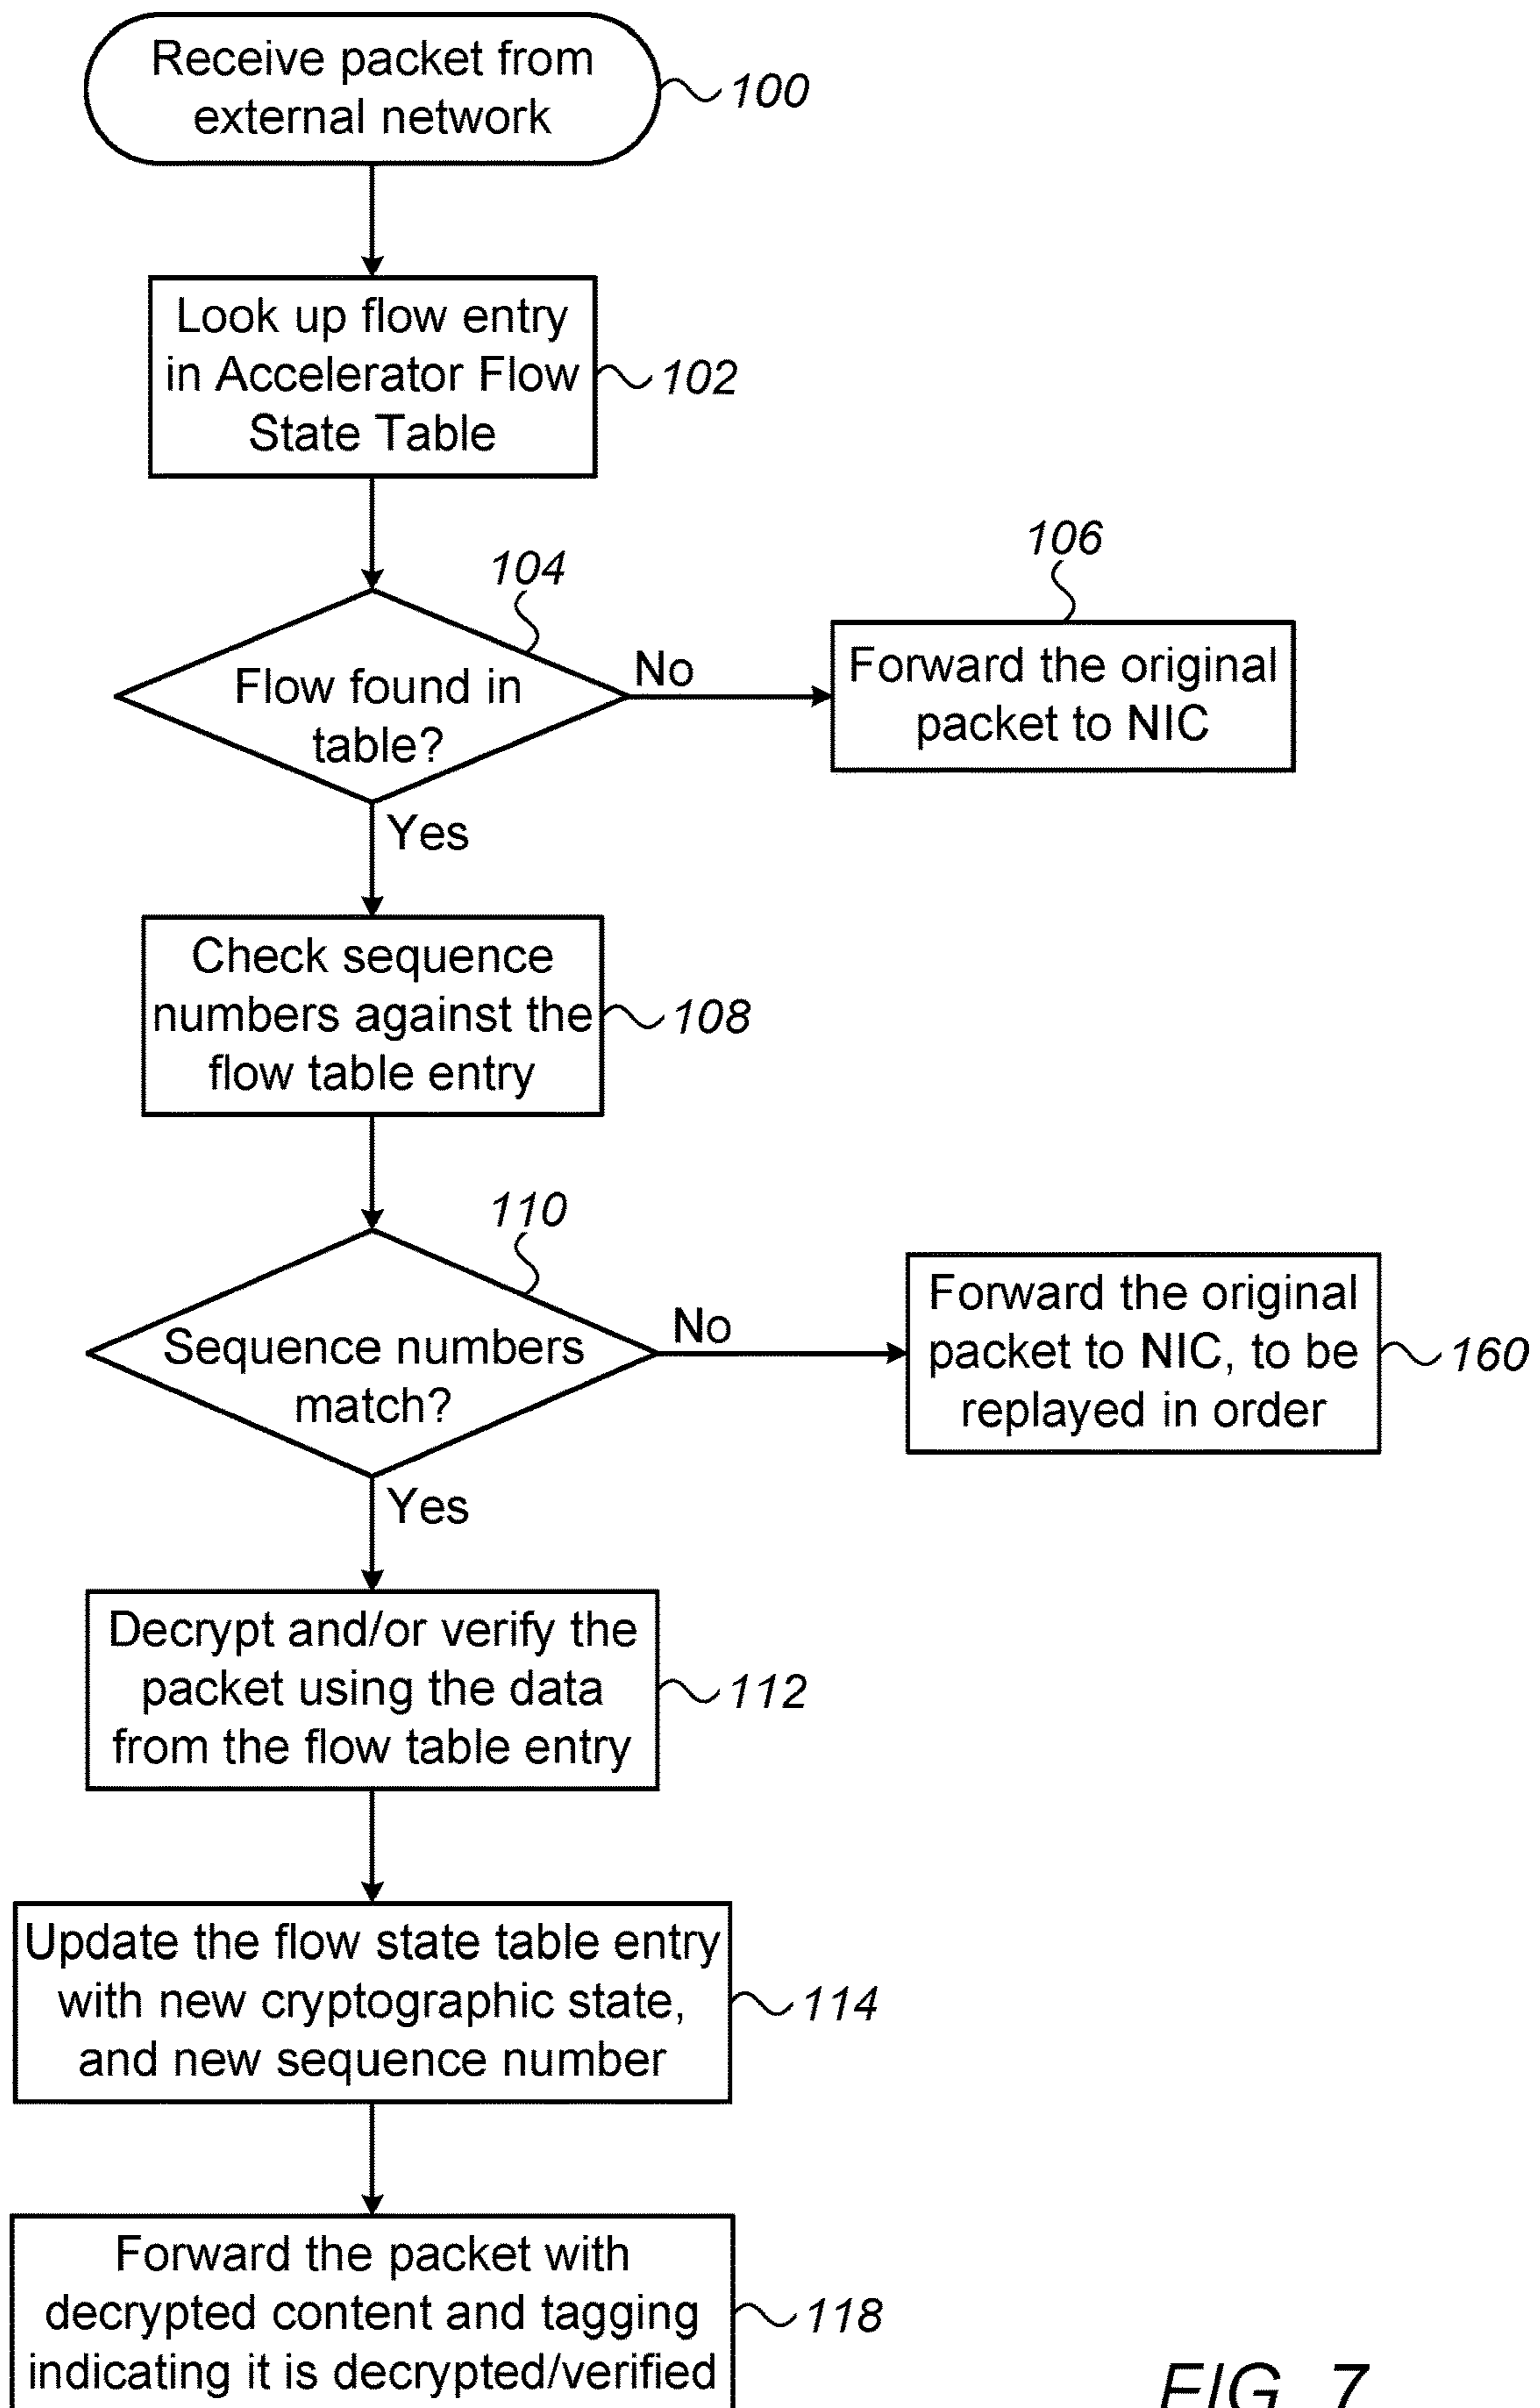 Receive packet from
external network
100
Look up flow entry
in Accelerator Flow
State Table
102
104
Flow found in
table?
No
106
Forward the original
packet to NIC
Yes
Check sequence
numbers against the
flow table entry
108
110
Sequence numbers
match?
No
Forward the original
packet to NIC, to be
replayed in order
160
Yes
Decrypt and/or verify the
packet using the data
from the flow table entry
112
Update the flow state table entry
with new cryptographic state,
and new sequence number
114
Forward the packet with
decrypted content and tagging
indicating it is decrypted/verified
118
FIG. 7